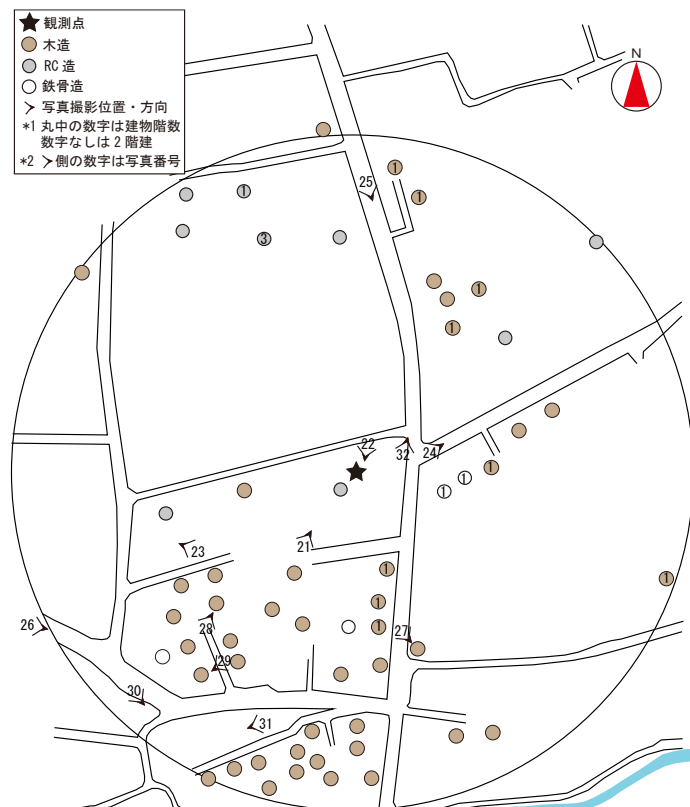 観測点
木造
RC 造
鉄骨造
写真撮影位置・方向
*1 丸中の数字は建物階数
数字なしは 2 階建
*2 側の数字は写真番号
N
25
1
1
1
3
1
1
22
32
24
1
1
1
23
21
1
1
1
1
26
28
27
29
30
31